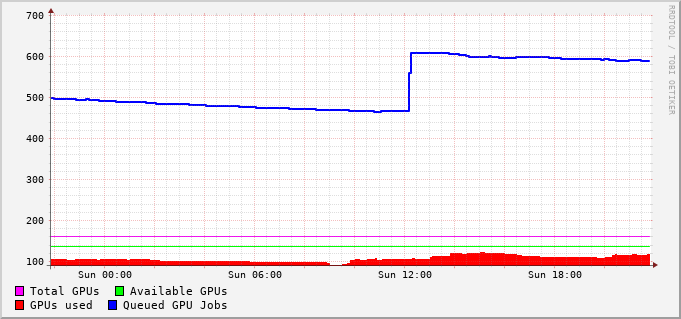 700
600
500
400
300
200
100
Sun 00:00 Sun 06:00 Sun 12:00 Sun 18:00
Total GPUs Available GPUs
GPUs used Queued GPU Jobs
RRDTOOL / TOBI OETIKER